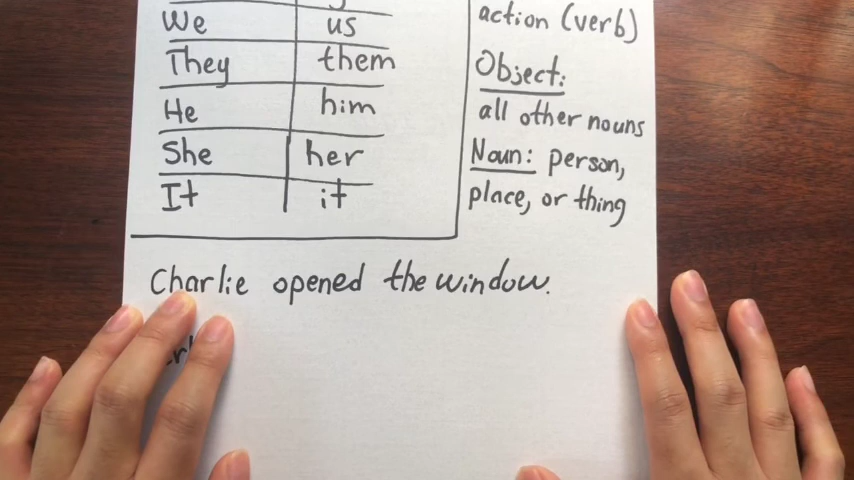 We us
They them
He him
She her
It it
action (verb)
Object:
all other nouns
Noun: person,
place, or thing
Charlie opened the window.